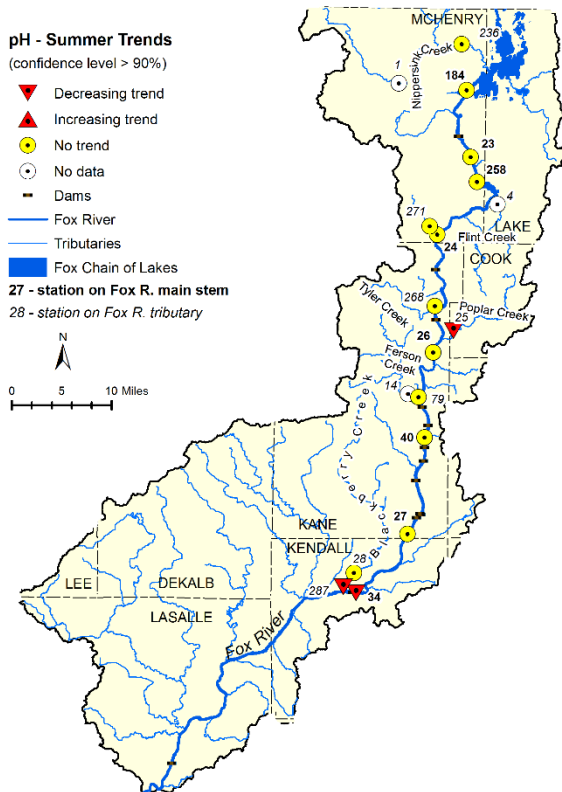 pH - Summer Trends
(confidence level > 90%)
Decreasing trend
Increasing trend
No trend
No data
Dams
Fox River
Tributaries
Fox Chain of Lakes
27 - station on Fox R. main stem
28 - station on Fox R. tributary
N
0 5 10 Miles
MCHENRY
236
Nippersink Creek
1
184
23
258
4
271
LAKE
24
Flint Creek
COOK
268
Tyler Creek
Poplar Creek
25
26
Ferson
Creek
14
79
40
Blackberry Creek
27
KANE
KENDALL
28
LEE
DEKALB
287
34
LASALLE
Fox River